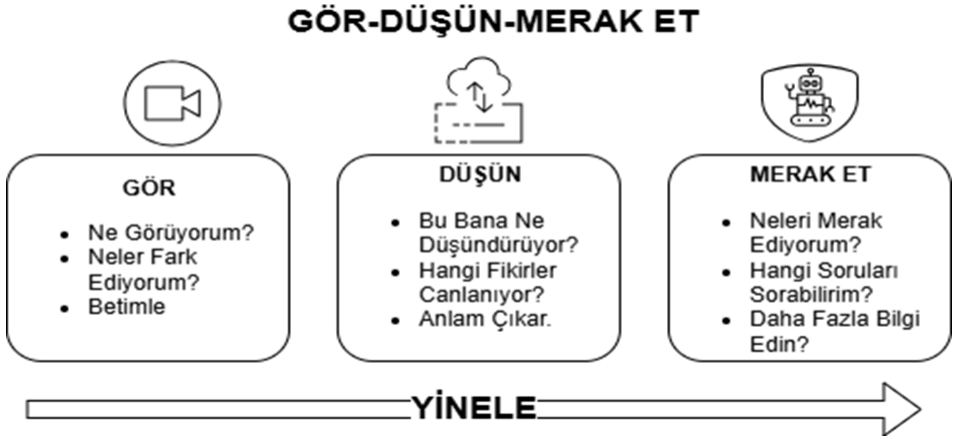 GÖR-DÜŞÜN-MERAK ET
GÖR
• Ne Görüyorum?
• Neler Fark
Ediyorum?
• Betimle
DÜŞÜN
• Bu Bana Ne
Düşündürüyor?
• Hangi Fikirler
Canlanıyor?
• Anlam Çıkar.
MERAK ET
• Neleri Merak
Ediyorum?
• Hangi Soruları
Sorabilirim?
• Daha Fazla Bilgi
Edin?
YİNELE